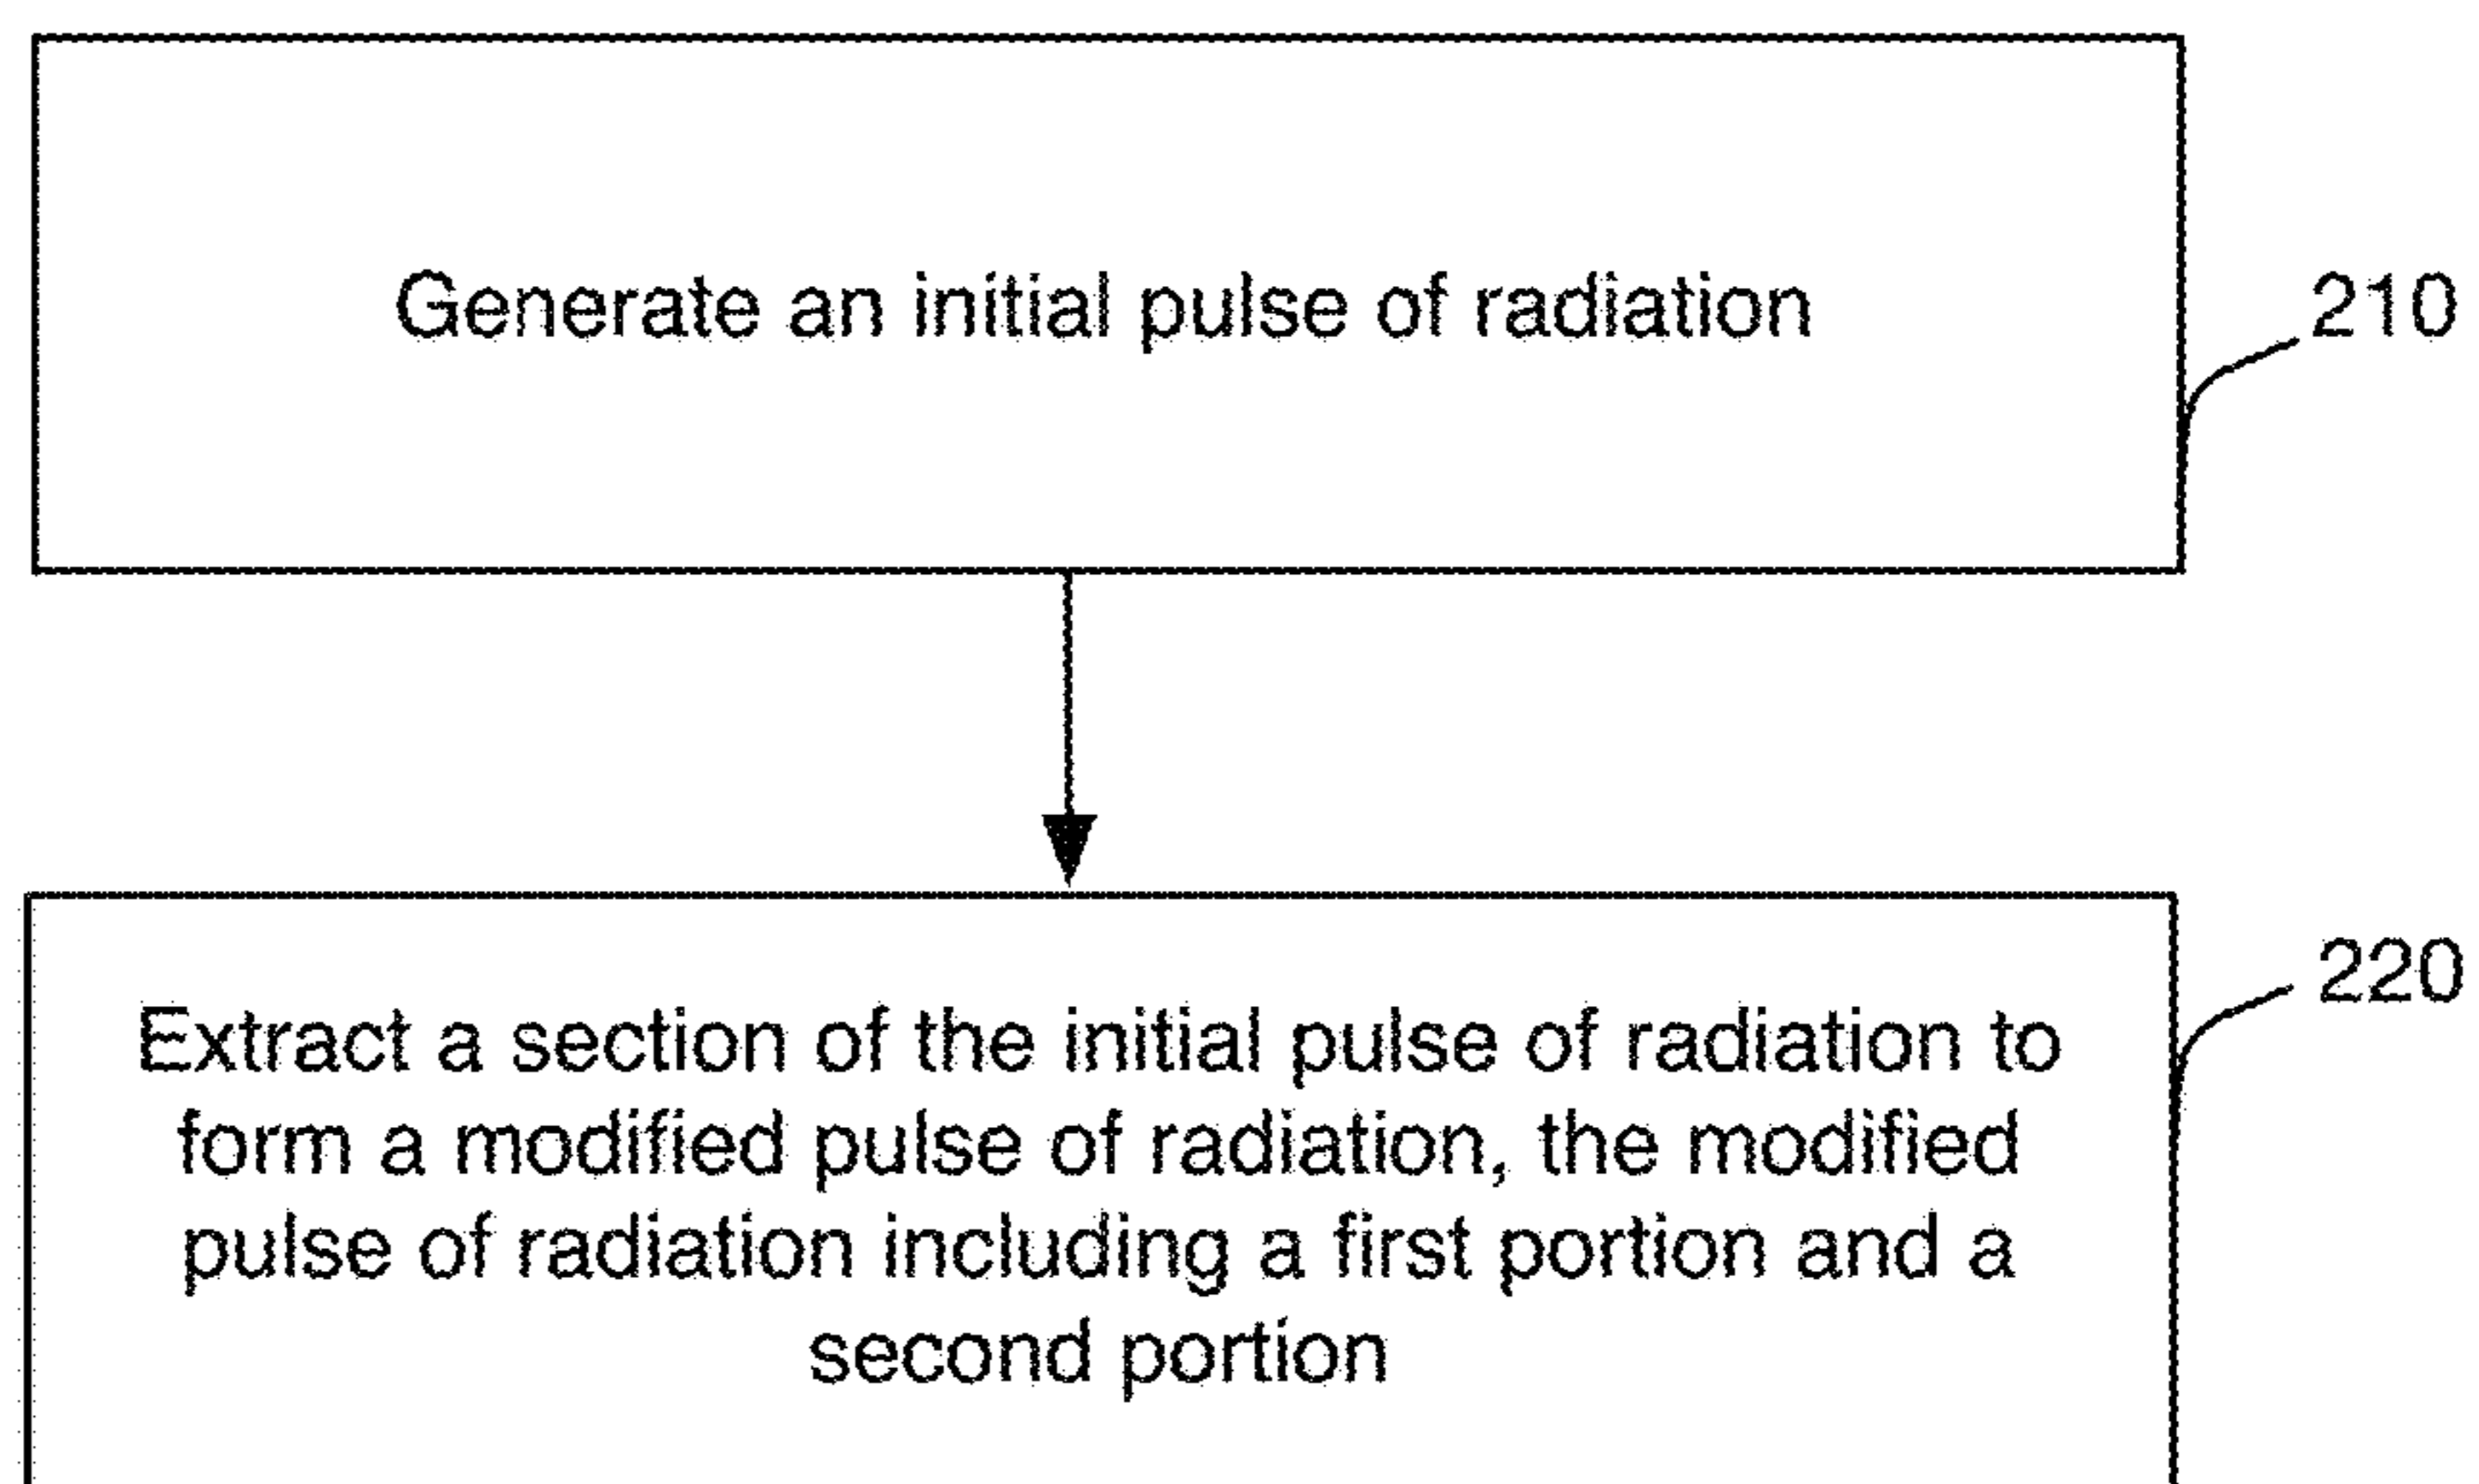 Generate an initial pulse of radiation
210
220
Extract a section of the initial pulse of radiation to
form a modified pulse of radiation, the modified
pulse of radiation including a first portion and a
second portion